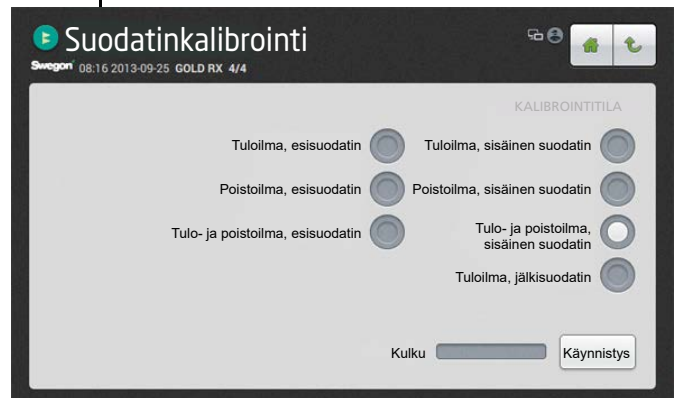 Suodatinkalibrointi
Swegon 08:16 2013-09-25 GOLD RX 4/4
KALIBROINTITILA
Tuloilma, esisuodatin
Tuloilma, sisäinen suodatin
Poistoilma, esisuodatin
Poistoilma, sisäinen suodatin
Tulo- ja poistoilma, esisuodatin
Tulo- ja poistoilma,
sisäinen suodatin
Tuloilma, jälkisuodatin
Kulku
Käynnistys